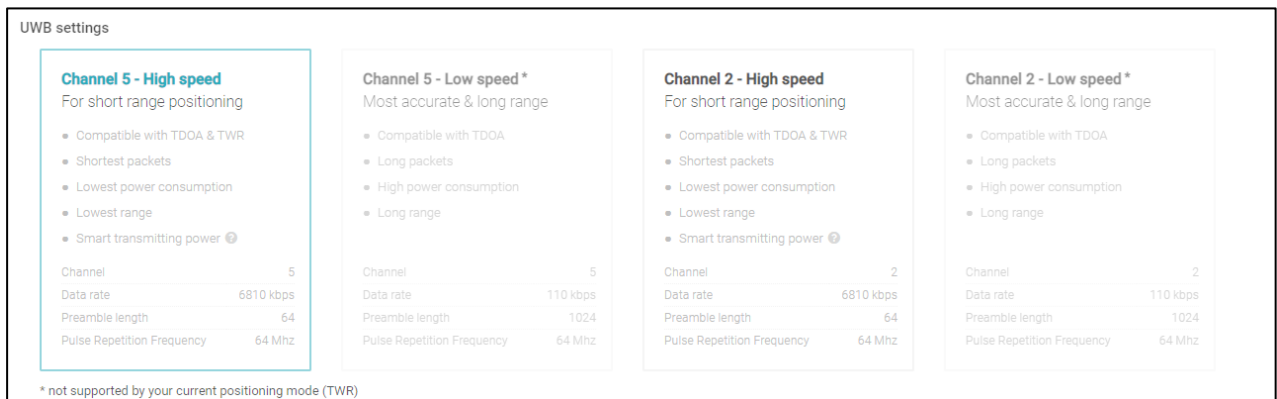 UWB settings
Channel 5 - High speed
For short range positioning
Compatible with TDOA & TWR
Shortest packets
Lowest power consumption
Lowest range
Smart transmitting power ?
Channel 5
Data rate 6810 kbps
Preamble length 64
Pulse Repetition Frequency 64 Mhz
Channel 5 - Low speed *
Most accurate & long range
Compatible with TDOA
Long packets
High power consumption
Long range
Channel 5
Data rate 110 kbps
Preamble length 1024
Pulse Repetition Frequency 64 Mhz
Channel 2 - High speed
For short range positioning
Compatible with TDOA & TWR
Shortest packets
Lowest power consumption
Lowest range
Smart transmitting power ?
Channel 2
Data rate 6810 kbps
Preamble length 64
Pulse Repetition Frequency 64 Mhz
Channel 2 - Low speed *
Most accurate & long range
Compatible with TDOA
Long packets
High power consumption
Long range
Channel 2
Data rate 110 kbps
Preamble length 1024
Pulse Repetition Frequency 64 Mhz
* not supported by your current positioning mode (TWR)